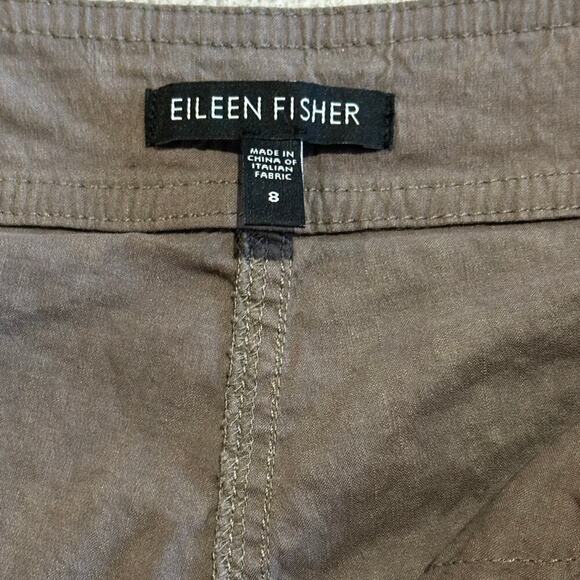 EILEEN FISHER
MADE IN
CHINA OF
ITALIAN
FABRIC
8